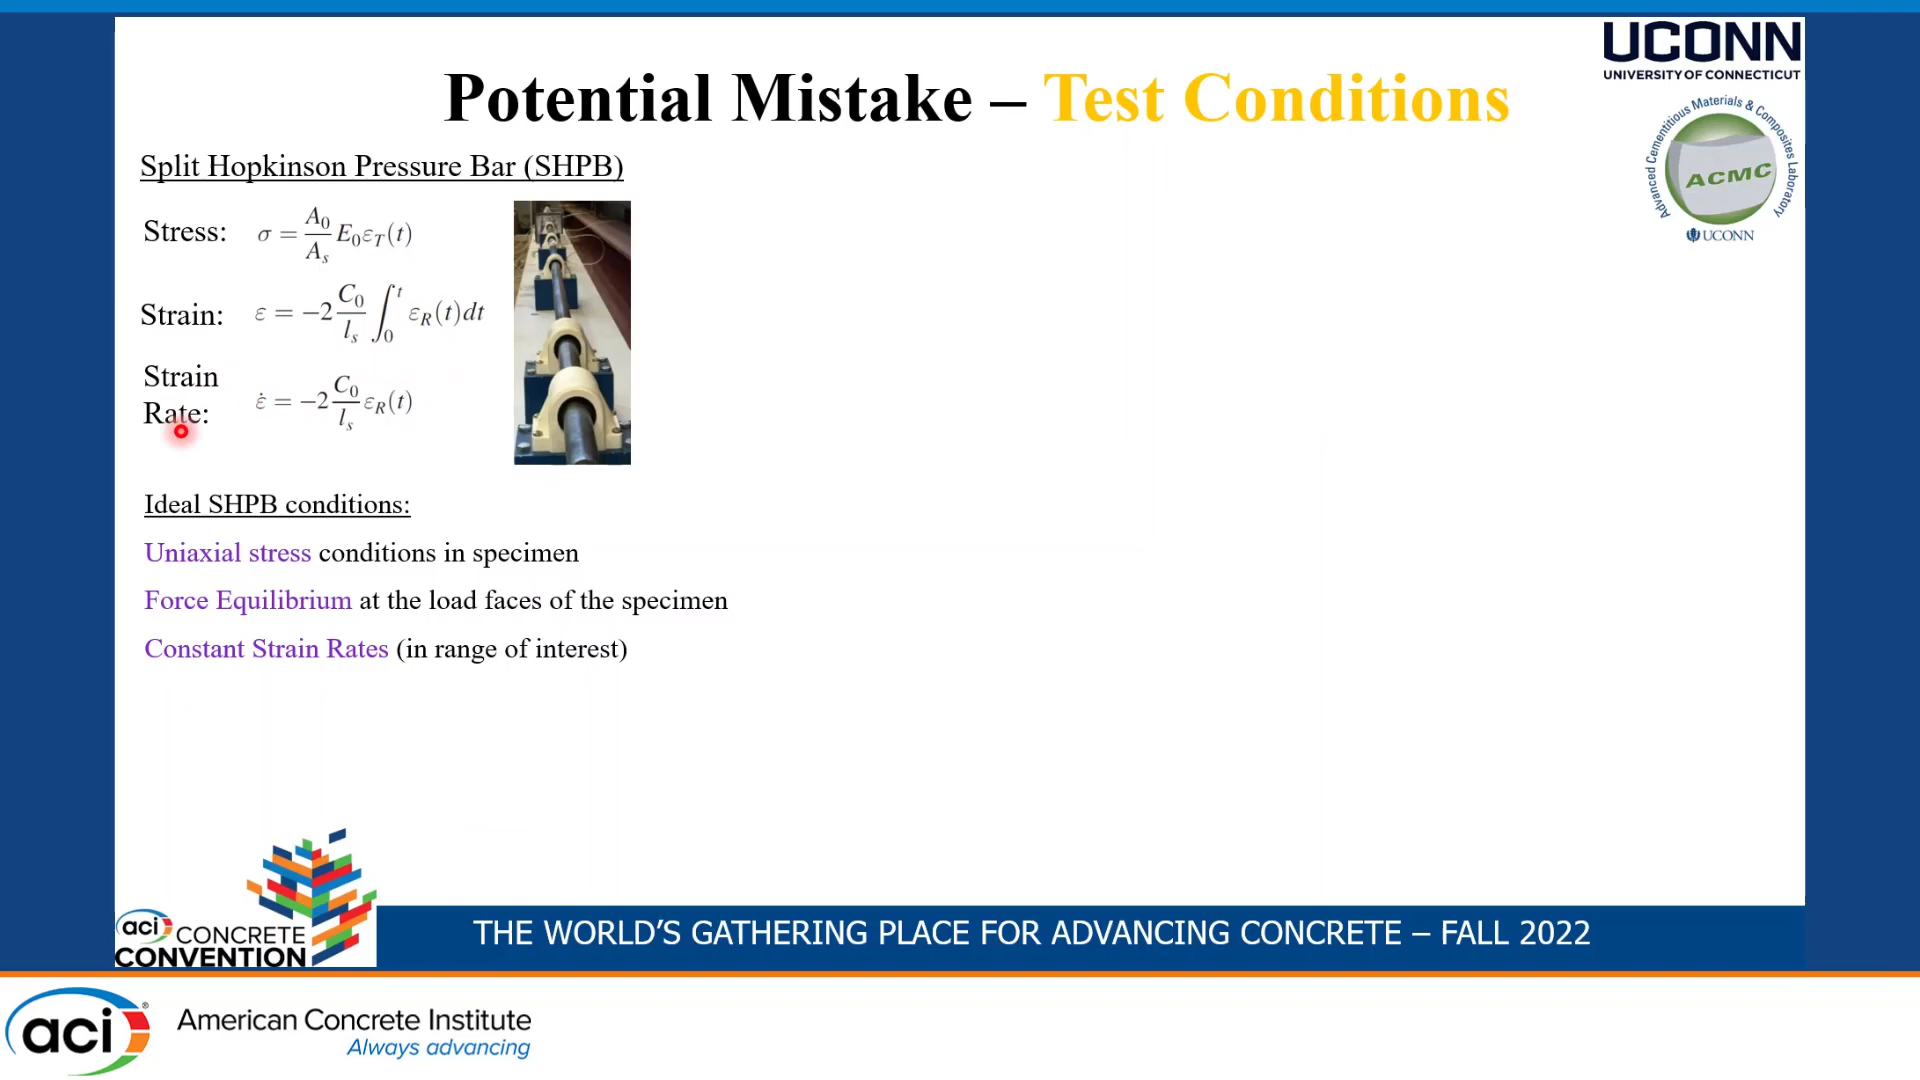 UCONN
UNIVERSITY OF CONNECTICUT
Potential Mistake – Test Conditions
Advanced Cementitious Materials & Composites Laboratory
ACMC
UCONN
Split Hopkinson Pressure Bar (SHPB)
Stress: σ = A₀/Aₛ E₀ε_T(t)
Strain: ε = −2 C₀/lₛ ∫₀ᵗ ε_R(t)dt
Strain
Rate: ε̇ = −2 C₀/lₛ ε_R(t)
Ideal SHPB conditions:
Uniaxial stress conditions in specimen
Force Equilibrium at the load faces of the specimen
Constant Strain Rates (in range of interest)
aci CONCRETE
CONVENTION
THE WORLD’S GATHERING PLACE FOR ADVANCING CONCRETE – FALL 2022
aci® American Concrete Institute
Always advancing